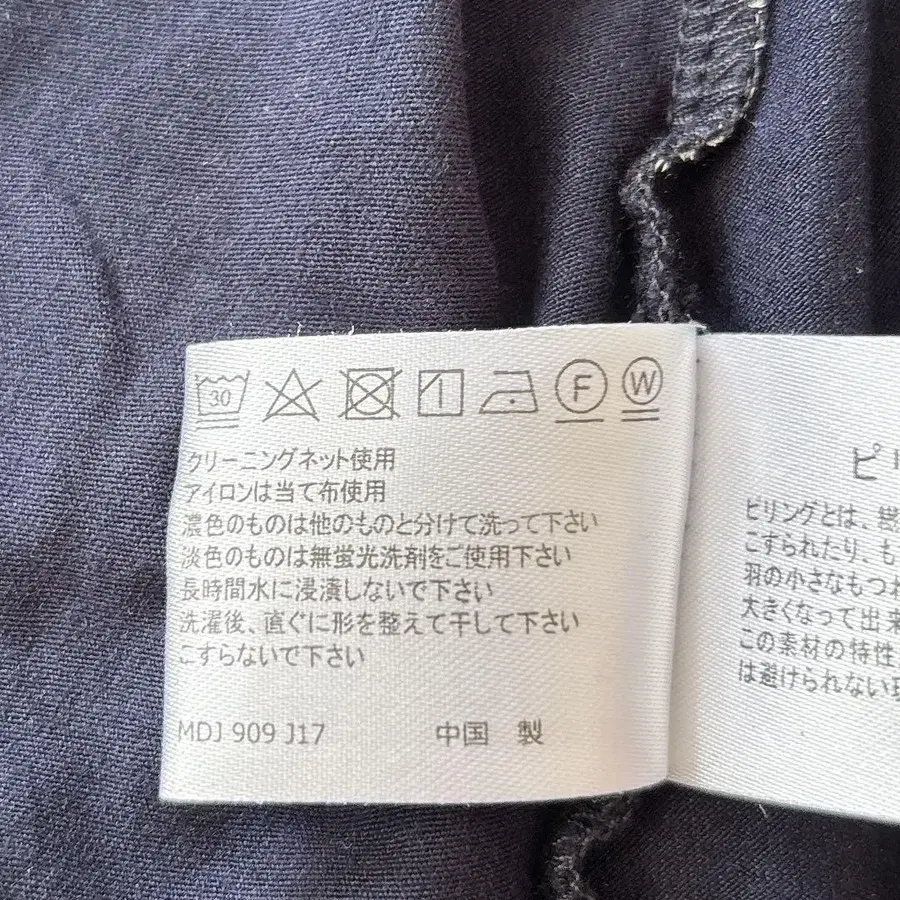 30
F
W
クリーニングネット使用
アイロンは当て布使用
濃色のものは他のものと分けて洗って下さい
淡色のものは無蛍光洗剤をご使用下さい
長時間水に浸漬しないで下さい
洗濯後、直ぐに形を整えて干して下さい
こすらないで下さい
MDJ 909 J17 中国 製
ピ
ピリングとは、
こすられたり、も
羽の小さなもつれ
大きくなって出来
この素材の特性
は避けられない